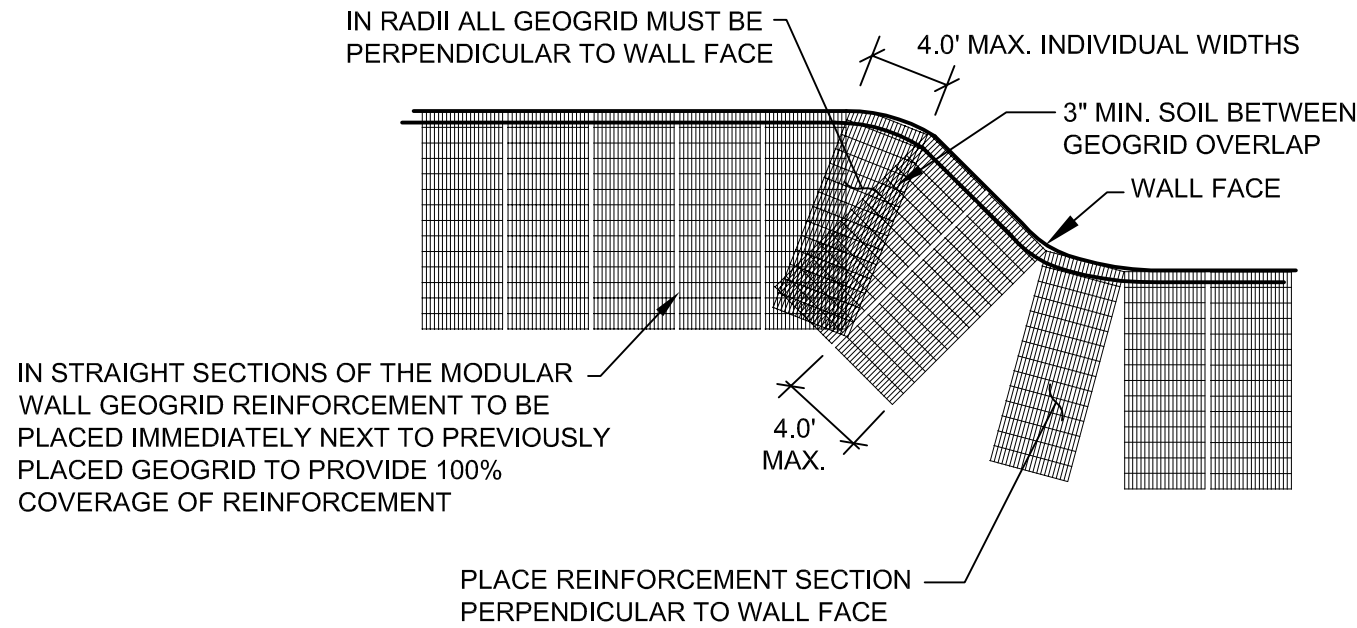 IN RADII ALL GEOGRID MUST BE
PERPENDICULAR TO WALL FACE
4.0' MAX. INDIVIDUAL WIDTHS
3" MIN. SOIL BETWEEN
GEOGRID OVERLAP
WALL FACE
IN STRAIGHT SECTIONS OF THE MODULAR
WALL GEOGRID REINFORCEMENT TO BE
PLACED IMMEDIATELY NEXT TO PREVIOUSLY
PLACED GEOGRID TO PROVIDE 100%
COVERAGE OF REINFORCEMENT
4.0'
MAX.
PLACE REINFORCEMENT SECTION
PERPENDICULAR TO WALL FACE